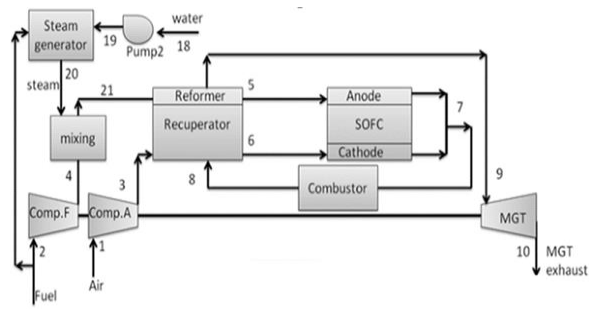 Steam
generator
19
Pump2
water
18
steam
20
21
Reformer
Recuperator
5
6
Anode
SOFC
Cathode
7
mixing
4
3
8
Combustor
9
Comp.F
Comp.A
MGT
2
1
10
MGT
exhaust
Fuel
Air